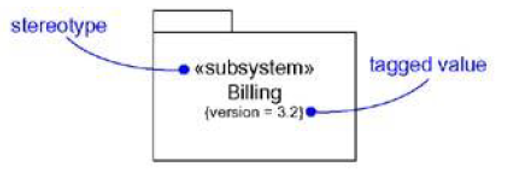 stereotype
«subsystem»
tagged value
Billing
{version = 3.2}